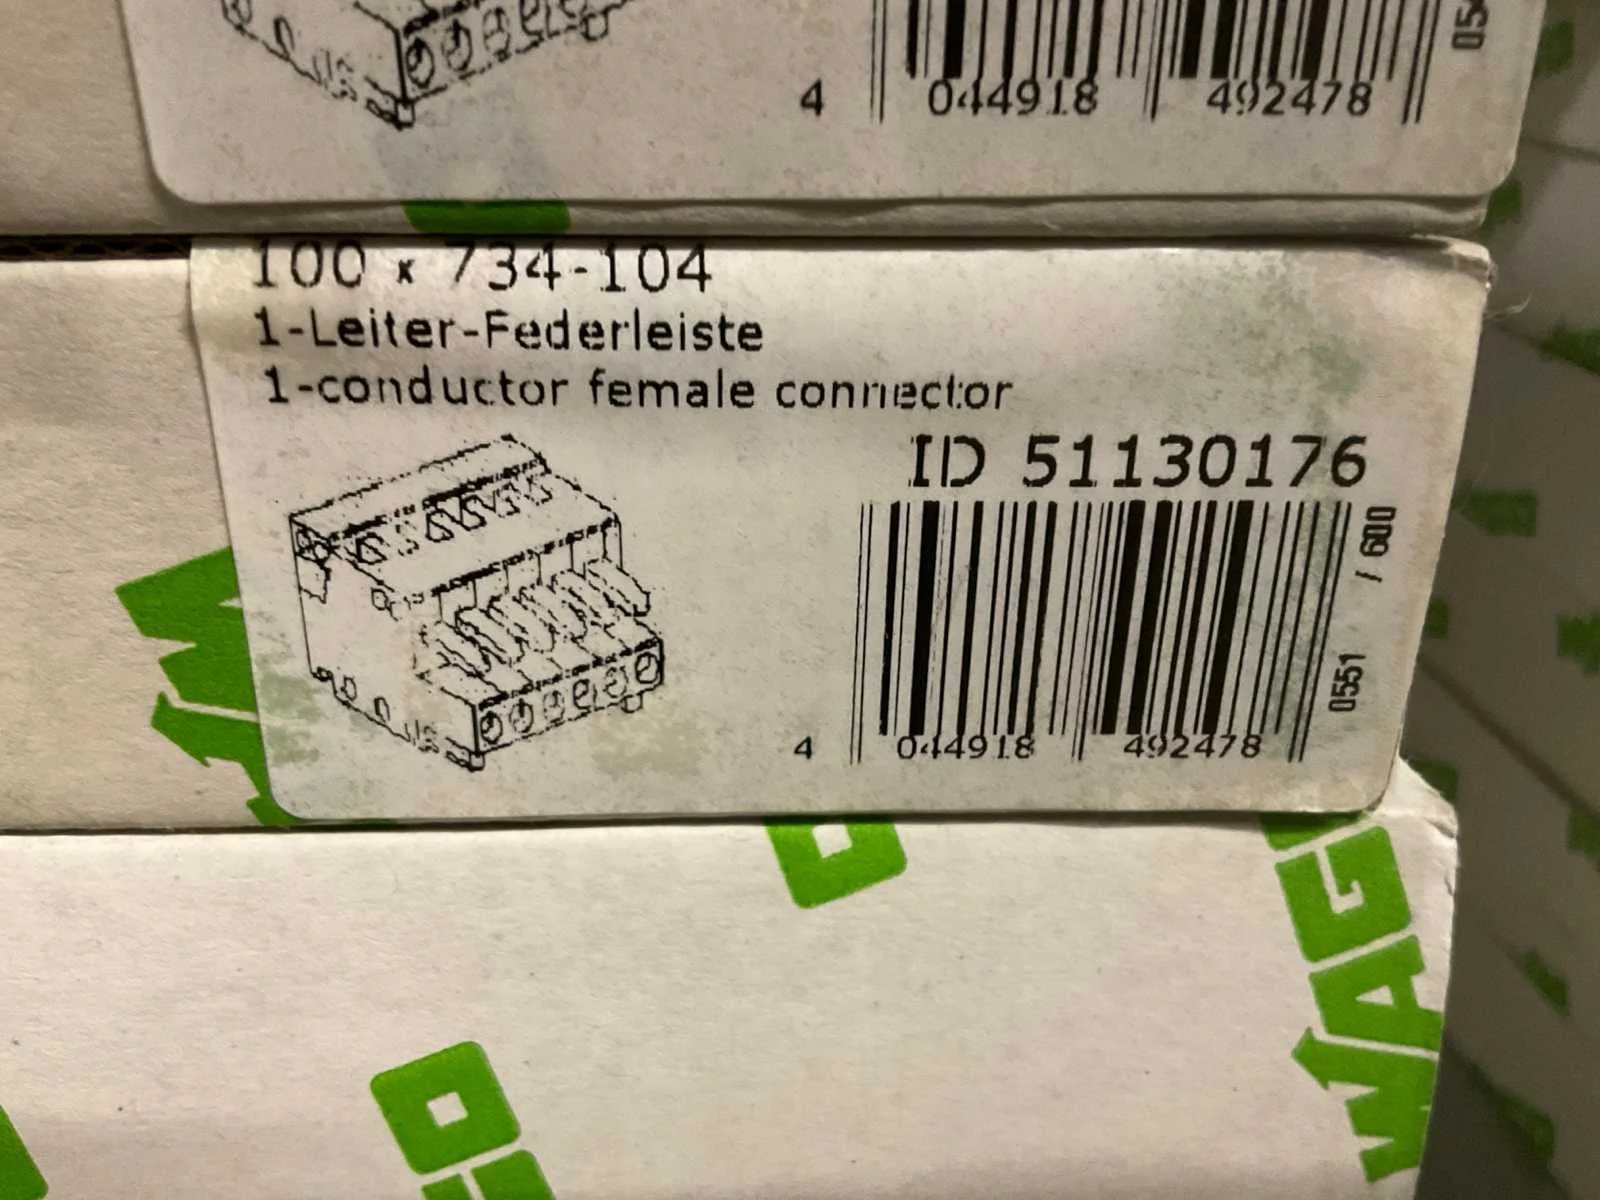 4 044918 492478
100 x 734-104
1-Leiter-Federleiste
1-conductor female connector
ID 51130176
0551 / 600
4 044918 492478
WAGO